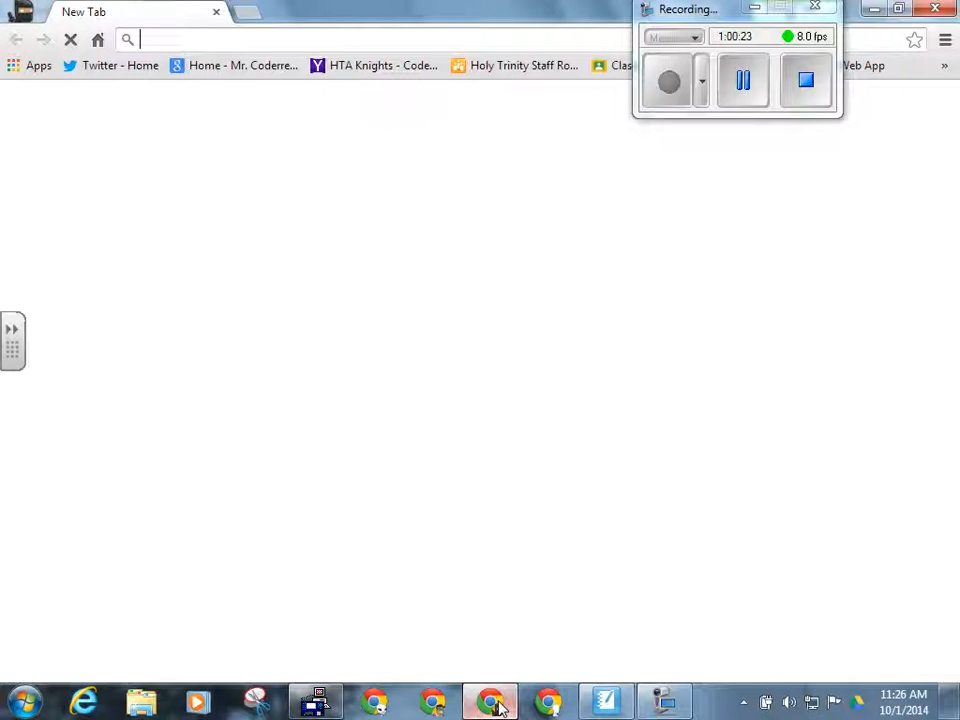 New Tab
Recording...
Men 1:00:23 8.0 fps
Apps Twitter - Home Home - Mr. Coderre... HTA Knights - Code... Holy Trinity Staff Ro... Clas Web App »
11:26 AM
10/1/2014